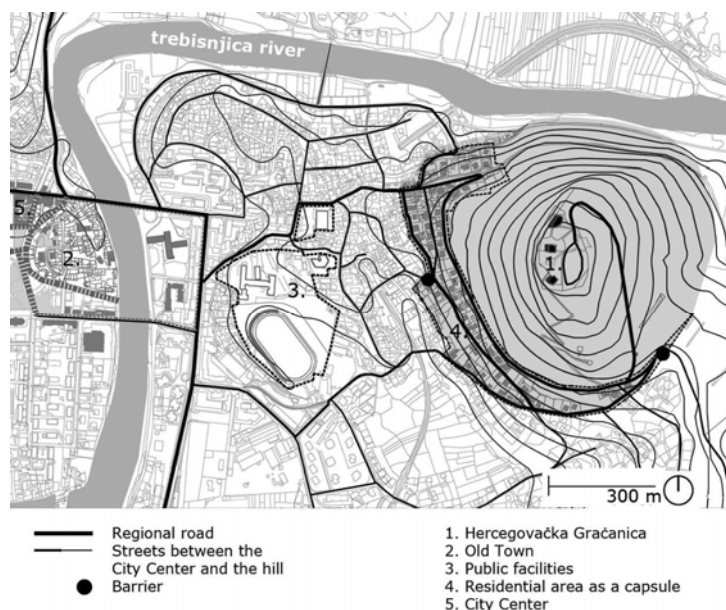 trebisnjica river
5.
2.
3.
1.
4.
300 m
Regional road
Streets between the
City Center and the hill
Barrier
1. Hercegovačka Gračanica
2. Old Town
3. Public facilities
4. Residential area as a capsule
5. City Center